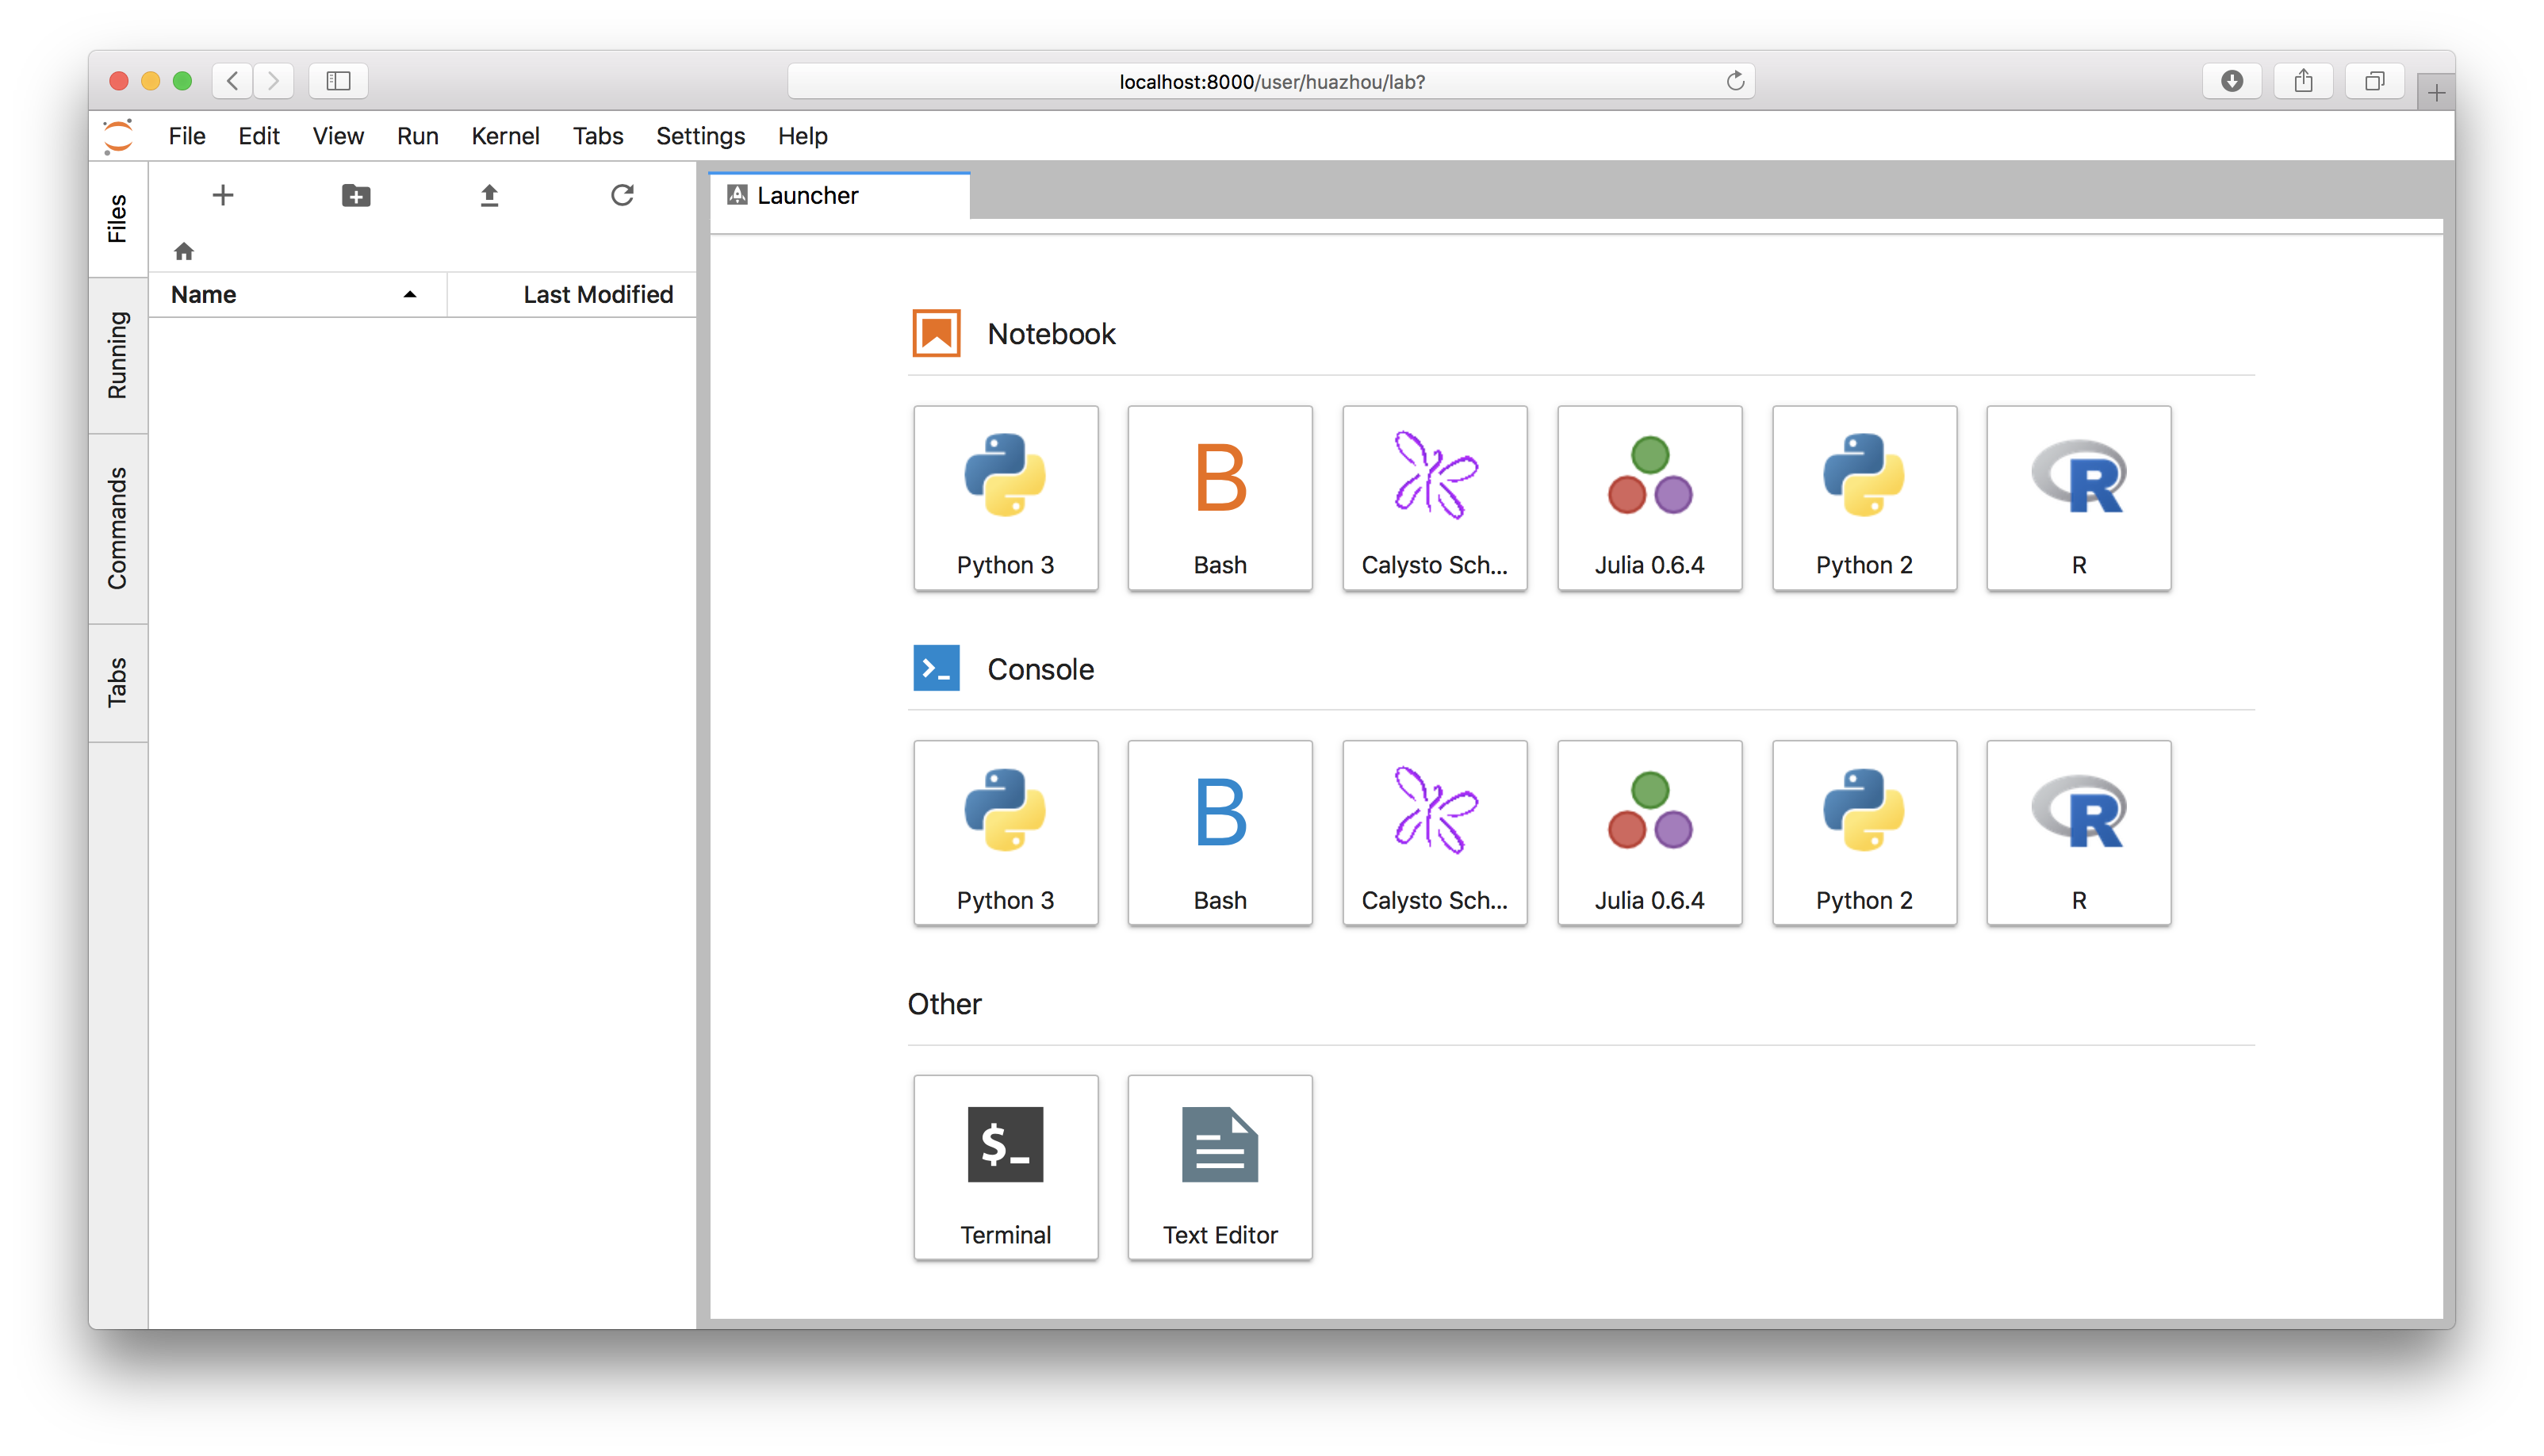 localhost:8000/user/huazhou/lab?
File Edit View Run Kernel Tabs Settings Help
Files
Running
Commands
Tabs
Name Last Modified
Launcher
Notebook
Python 3 Bash Calysto Sch... Julia 0.6.4 Python 2 R
Console
Python 3 Bash Calysto Sch... Julia 0.6.4 Python 2 R
Other
Terminal Text Editor